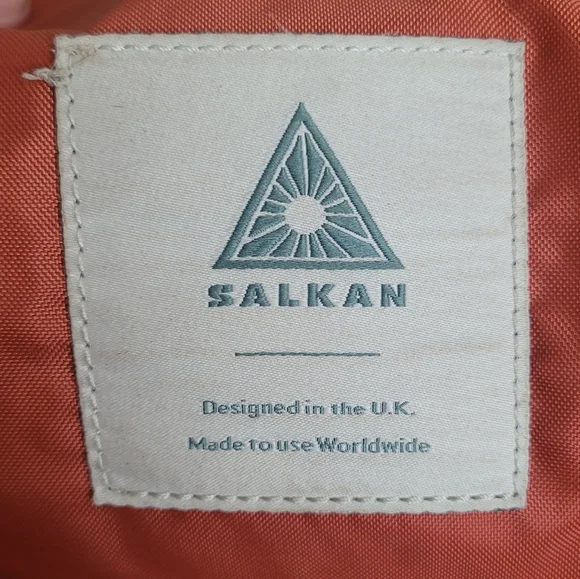 SALKAN
Designed in the U.K.
Made to use Worldwide